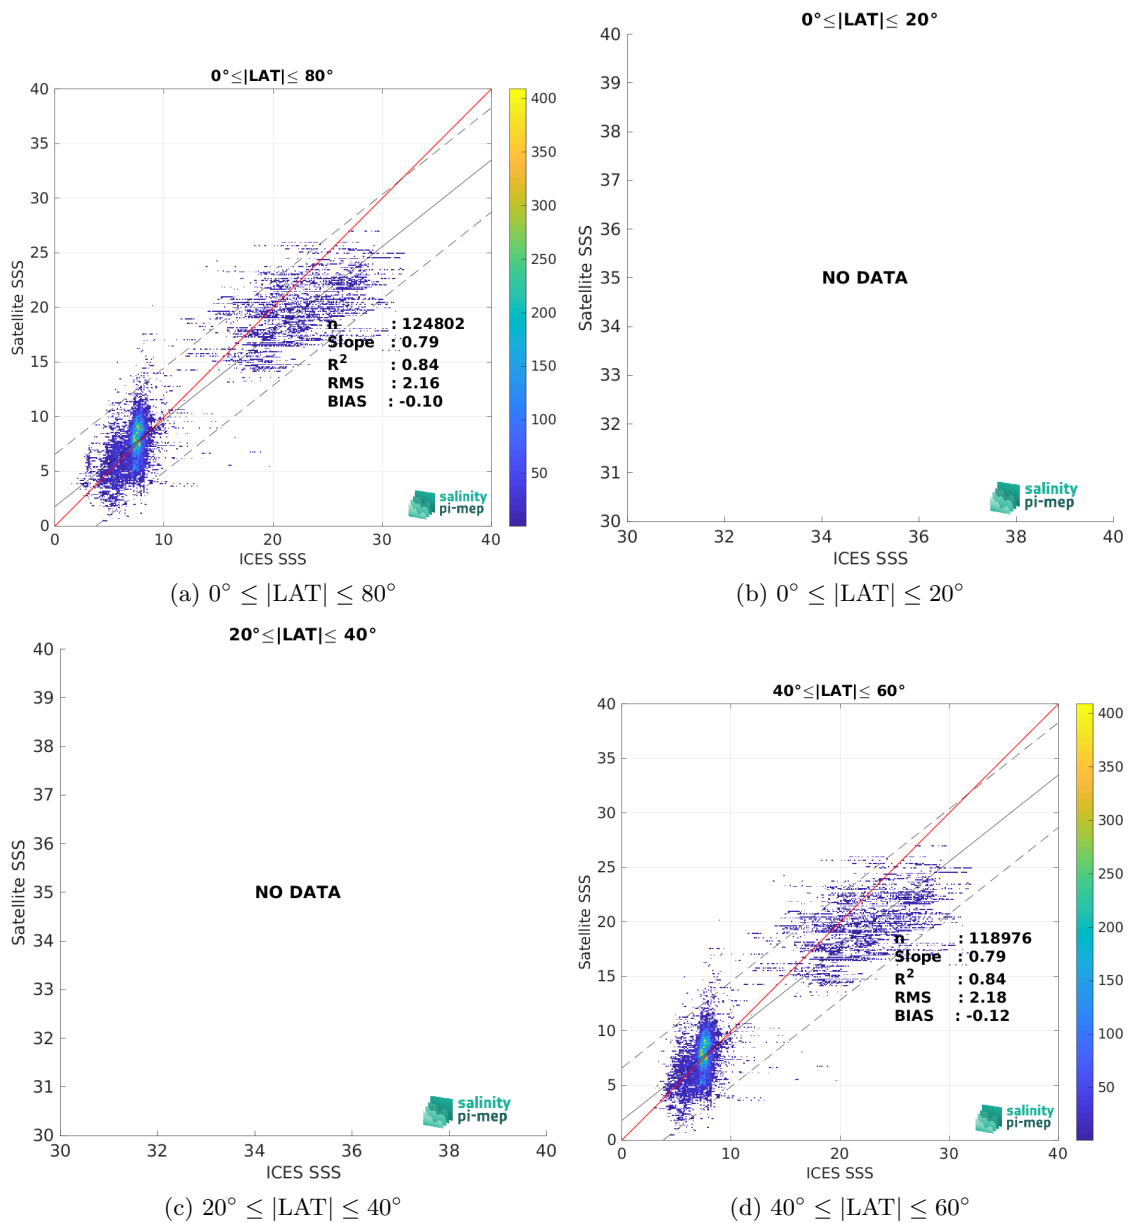 0°≤|LAT|≤ 80°
40
35
30
25
20
15
10
5
0
0
10
20
30
40
Satellite SSS
ICES SSS
n : 124802
Slope : 0.79
R2 : 0.84
RMS : 2.16
BIAS : -0.10
salinity
pi-mep
400
350
300
250
200
150
100
50
(a) 0° ≤ |LAT| ≤ 80°
0°≤|LAT|≤ 20°
40
39
38
37
36
35
34
33
32
31
30
30
32
34
36
38
40
Satellite SSS
ICES SSS
NO DATA
salinity
pi-mep
(b) 0° ≤ |LAT| ≤ 20°
20°≤|LAT|≤ 40°
40
39
38
37
36
35
34
33
32
31
30
30
32
34
36
38
40
Satellite SSS
ICES SSS
NO DATA
salinity
pi-mep
(c) 20° ≤ |LAT| ≤ 40°
40°≤|LAT|≤ 60°
40
35
30
25
20
15
10
5
0
0
10
20
30
40
Satellite SSS
ICES SSS
n : 118976
Slope : 0.79
R2 : 0.84
RMS : 2.18
BIAS : -0.12
salinity
pi-mep
400
350
300
250
200
150
100
50
(d) 40° ≤ |LAT| ≤ 60°